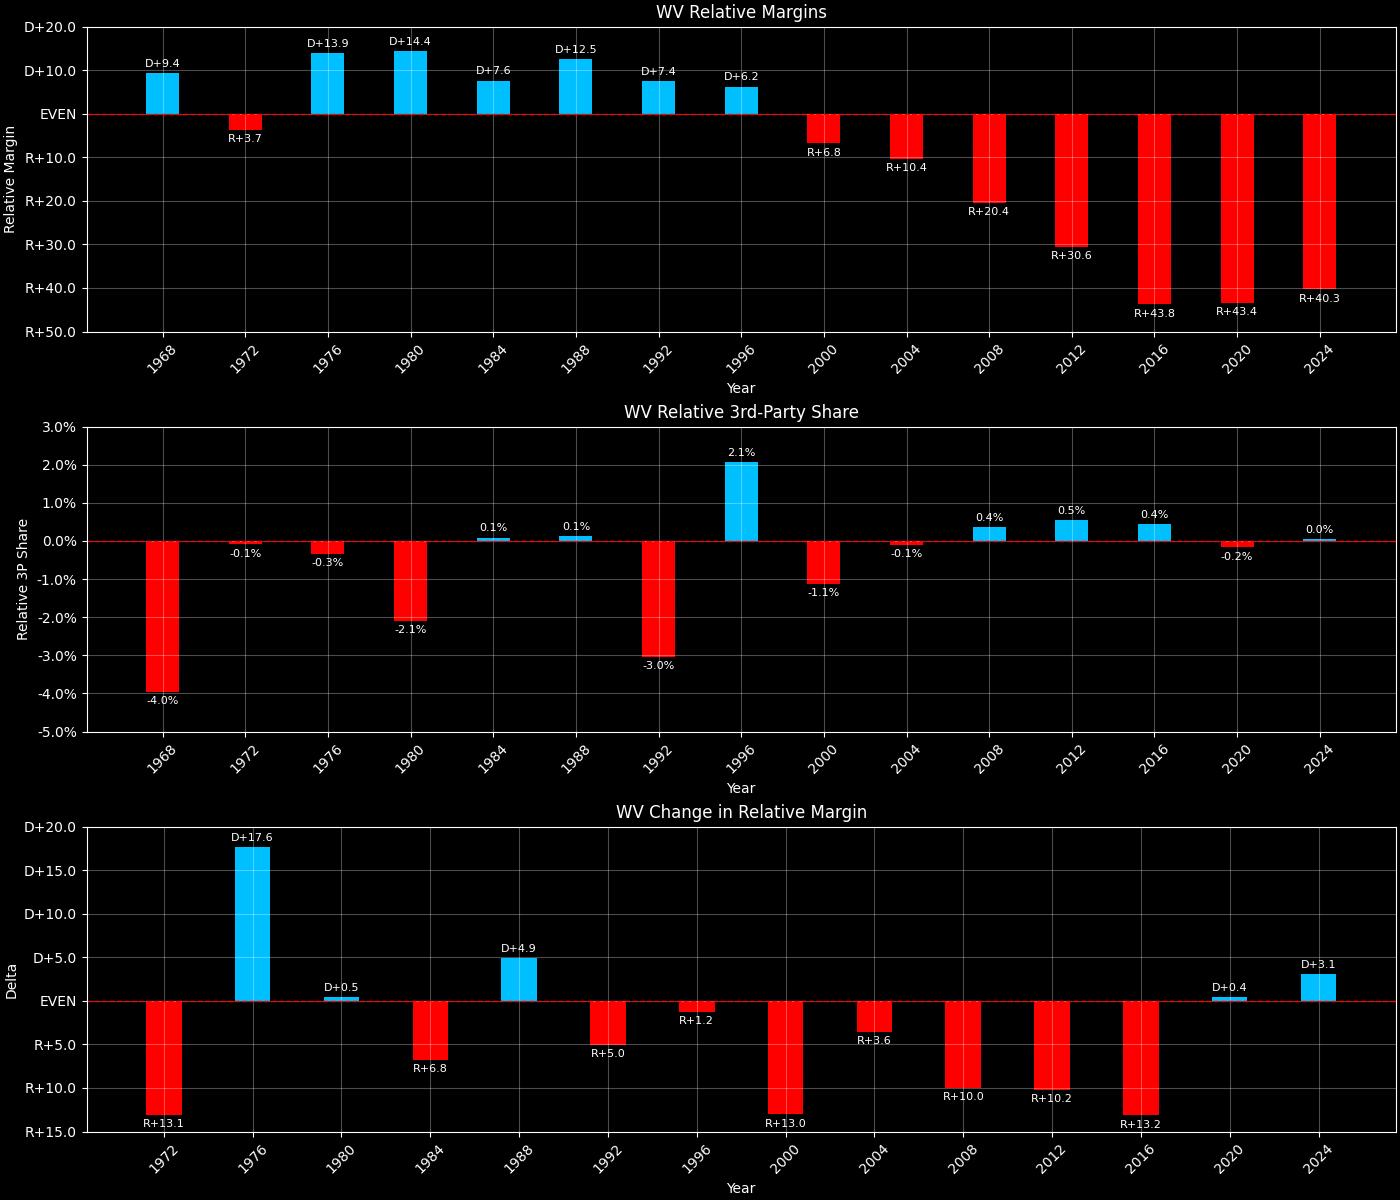 WV Relative Margins
Relative Margin
D+20.0
D+10.0
EVEN
R+10.0
R+20.0
R+30.0
R+40.0
R+50.0
D+9.4
R+3.7
D+13.9
D+14.4
D+7.6
D+12.5
D+7.4
D+6.2
R+6.8
R+10.4
R+20.4
R+30.6
R+43.8
R+43.4
R+40.3
1968
1972
1976
1980
1984
1988
1992
1996
2000
2004
2008
2012
2016
2020
2024
Year
WV Relative 3rd-Party Share
Relative 3P Share
3.0%
2.0%
1.0%
0.0%
-1.0%
-2.0%
-3.0%
-4.0%
-5.0%
-4.0%
-0.1%
-0.3%
-2.1%
0.1%
0.1%
-3.0%
2.1%
-1.1%
-0.1%
0.4%
0.5%
0.4%
-0.2%
0.0%
1968
1972
1976
1980
1984
1988
1992
1996
2000
2004
2008
2012
2016
2020
2024
Year
WV Change in Relative Margin
Delta
D+20.0
D+15.0
D+10.0
D+5.0
EVEN
R+5.0
R+10.0
R+15.0
R+13.1
D+17.6
D+0.5
R+6.8
D+4.9
R+5.0
R+1.2
R+13.0
R+3.6
R+10.0
R+10.2
R+13.2
D+0.4
D+3.1
1972
1976
1980
1984
1988
1992
1996
2000
2004
2008
2012
2016
2020
2024
Year